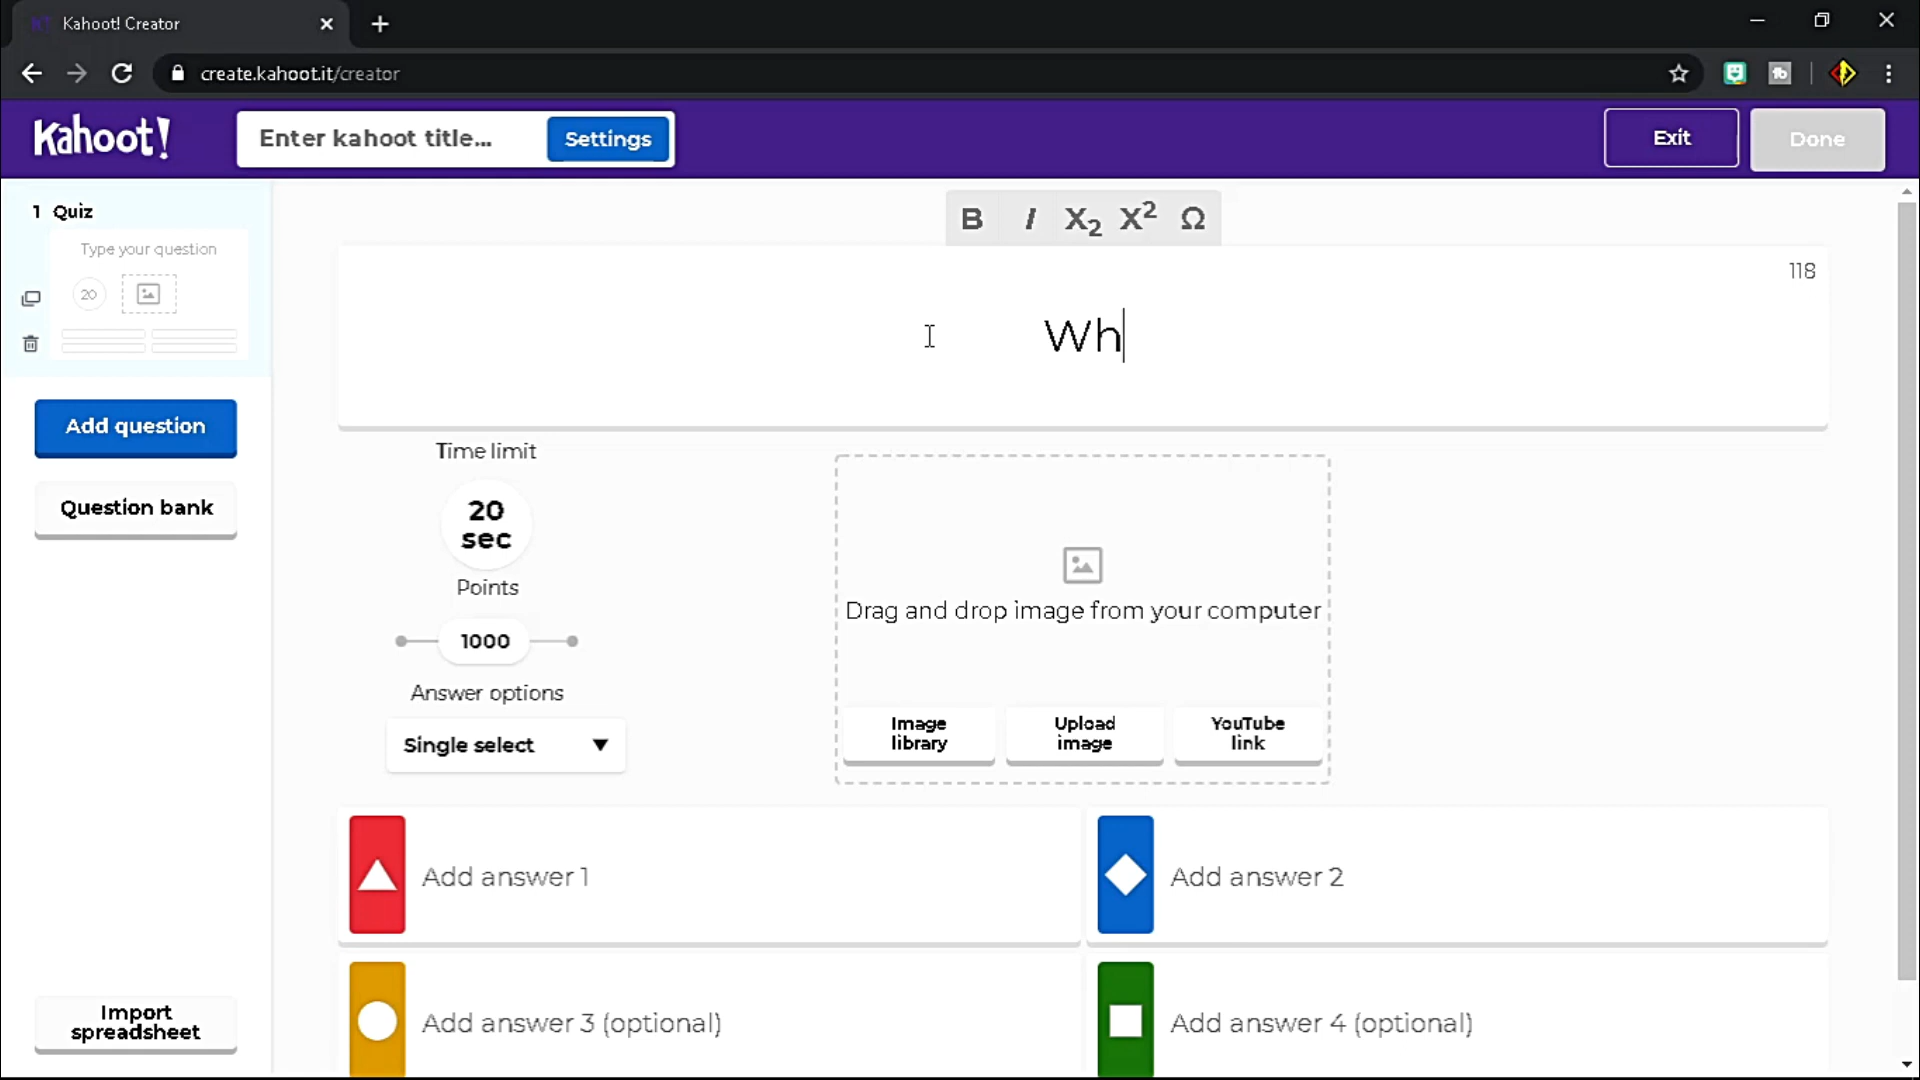 Kahoot! Creator
create.kahoot.it/creator
Kahoot!
Enter kahoot title...
Settings
Exit
Done
1 Quiz
Type your question
20
B I X₂ X² Ω
118
Wh
Add question
Question bank
Time limit
20
sec
Points
1000
Answer options
Single select
Drag and drop image from your computer
Image
library
Upload
image
YouTube
link
Add answer 1
Add answer 2
Add answer 3 (optional)
Add answer 4 (optional)
Import
spreadsheet